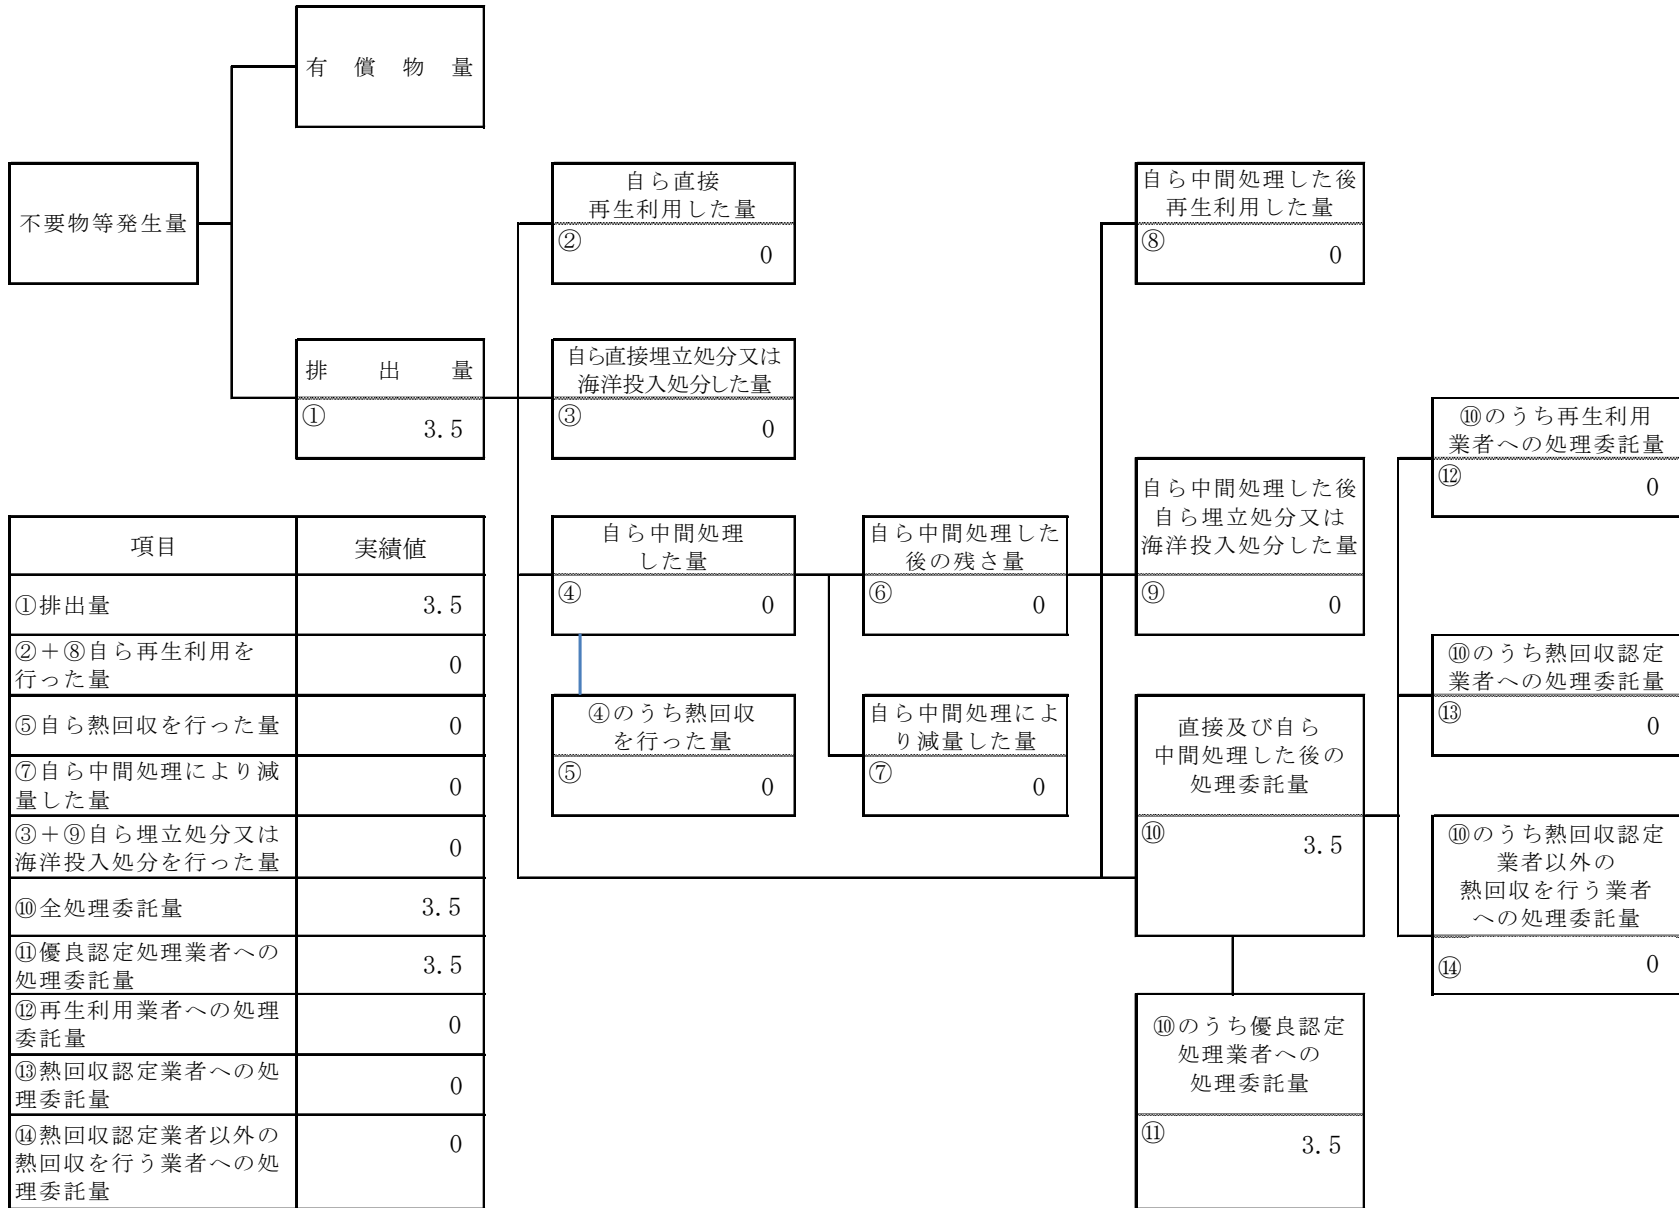 有償物量
不要物等発生量
自ら直接
再生利用した量
②
0
自ら中間処理した後
再生利用した量
⑧
0
排出量
①
3.5
自ら直接埋立処分又は
海洋投入処分した量
③
0
⑩のうち再生利用
業者への処理委託量
⑫
0
自ら中間処理した後
自ら埋立処分又は
海洋投入処分した量
⑨
0
自ら中間処理
した量
④
0
自ら中間処理した
後の残さ量
⑥
0
⑩のうち熱回収認定
業者への処理委託量
⑬
0
④のうち熱回収
を行った量
⑤
0
自ら中間処理によ
り減量した量
⑦
0
直接及び自ら
中間処理した後の
処理委託量
⑩
3.5
⑩のうち熱回収認定
業者以外の
熱回収を行う業者
への処理委託量
⑭
0
⑩のうち優良認定
処理業者への
処理委託量
⑪
3.5
項目 実績値
①排出量 3.5
②＋⑧自ら再生利用を
行った量 0
⑤自ら熱回収を行った量 0
⑦自ら中間処理により減
量した量 0
③＋⑨自ら埋立処分又は
海洋投入処分を行った量 0
⑩全処理委託量 3.5
⑪優良認定処理業者への
処理委託量 3.5
⑫再生利用業者への処理
委託量 0
⑬熱回収認定業者への処
理委託量 0
⑭熱回収認定業者以外の
熱回収を行う業者への処
理委託量 0